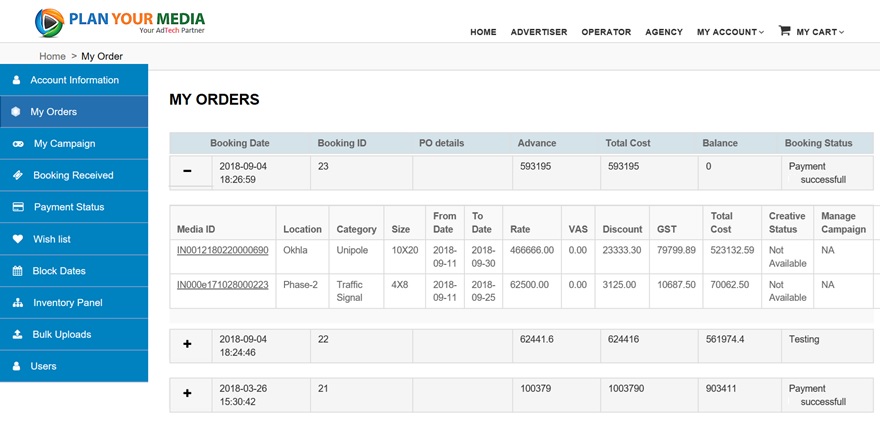 PLAN YOUR MEDIA
Your AdTech Partner
HOME ADVERTISER OPERATOR AGENCY MY ACCOUNT MY CART
Home > My Order
Account Information
My Orders
My Campaign
Booking Received
Payment Status
Wish list
Block Dates
Inventory Panel
Bulk Uploads
Users
MY ORDERS
Booking Date Booking ID PO details Advance Total Cost Balance Booking Status
2018-09-04 23 593195 593195 0 Payment
18:26:59 successfull
From To Total Creative Manage
Media ID Location Category Size Date Date Rate VAS Discount GST Cost Status Campaign
IN0012180220000690 Okhla Unipole 10X20 2018- 2018- 466666.00 0.00 23333.30 79799.89 523132.59 Not NA
09-11 09-30 Available
IN000e171028000223 Phase-2 Traffic 4X8 2018- 2018- 62500.00 0.00 3125.00 10687.50 70062.50 Not NA
Signal 09-11 09-25 Available
2018-09-04 22 62441.6 624416 561974.4 Testing
18:24:46
2018-03-26 21 100379 1003790 903411 Payment
15:30:42 successfull